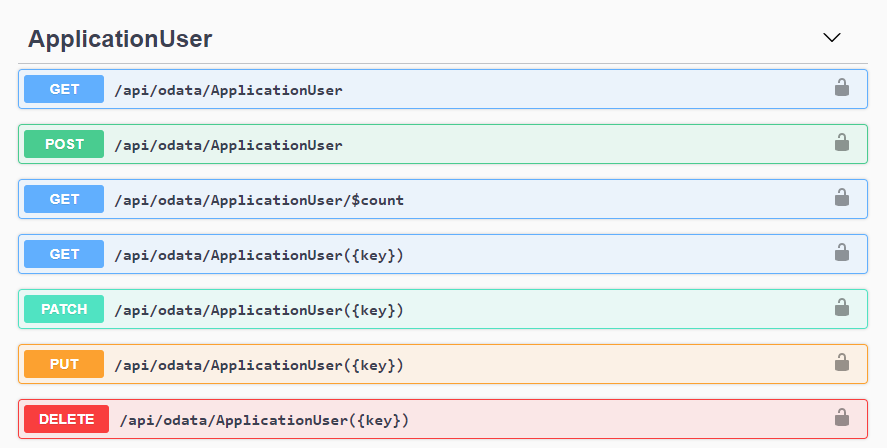 ApplicationUser
GET /api/odata/ApplicationUser
POST /api/odata/ApplicationUser
GET /api/odata/ApplicationUser/$count
GET /api/odata/ApplicationUser({key})
PATCH /api/odata/ApplicationUser({key})
PUT /api/odata/ApplicationUser({key})
DELETE /api/odata/ApplicationUser({key})